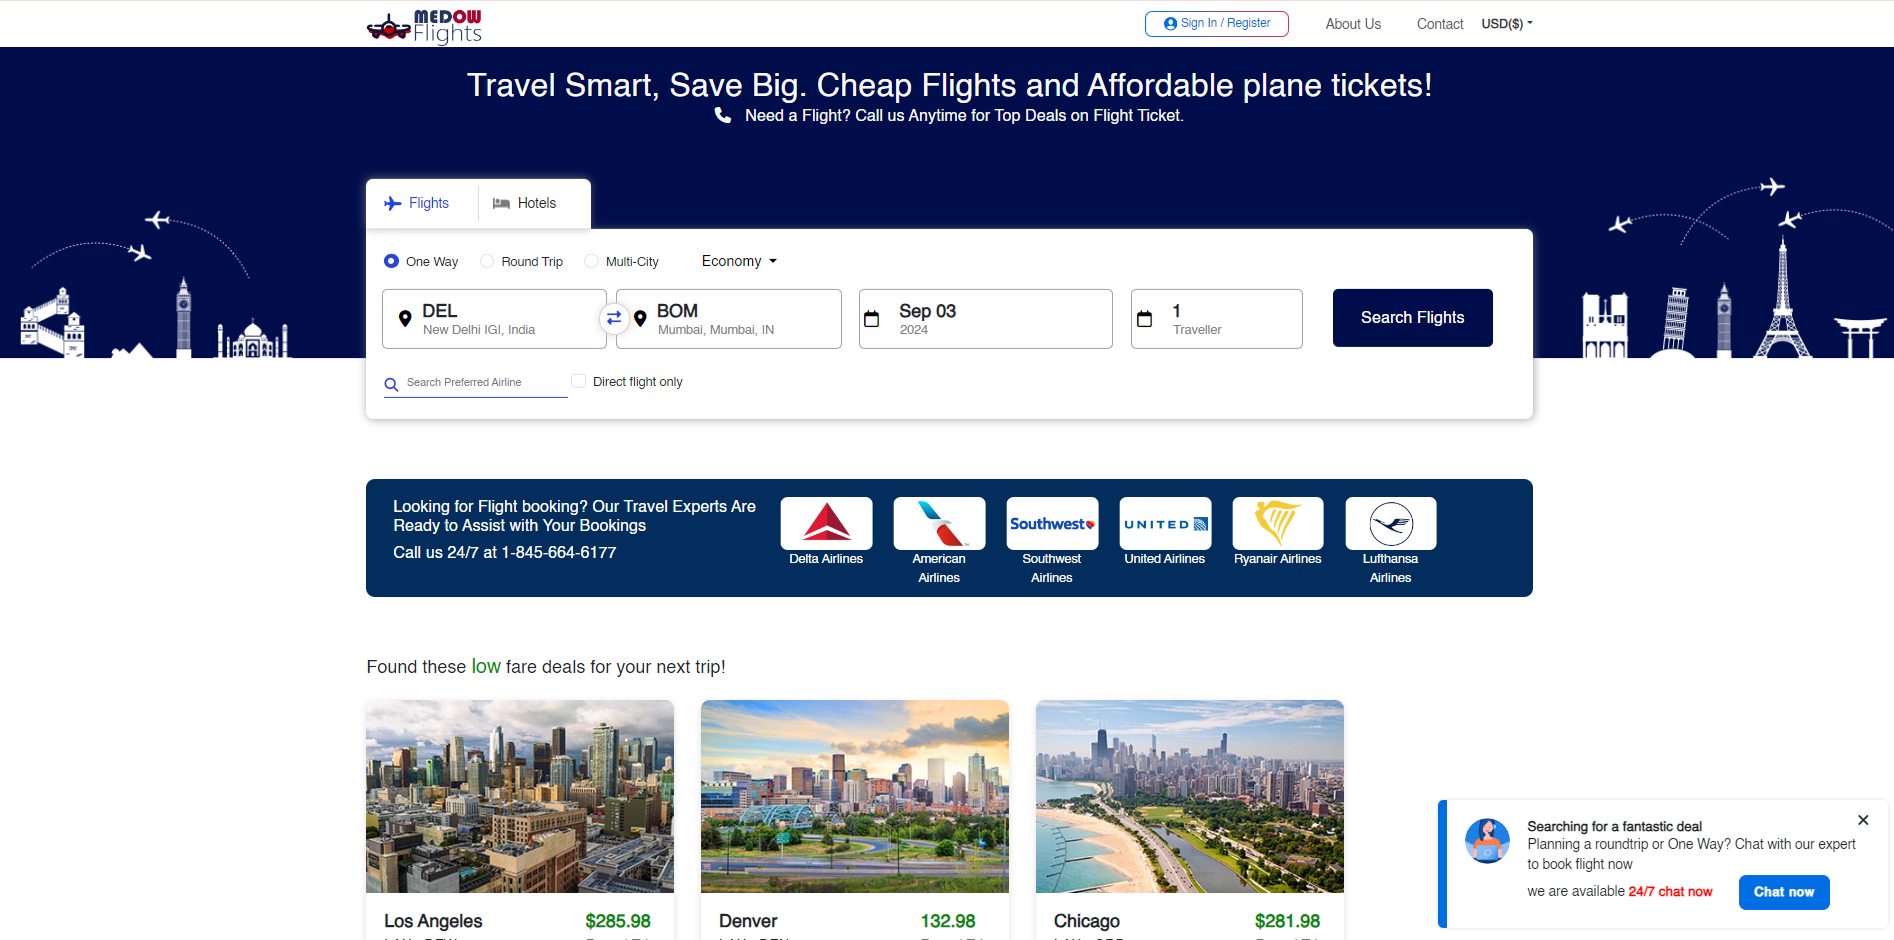 MEDOW
Flights
Sign In / Register
About Us
Contact
USD($)
Travel Smart, Save Big. Cheap Flights and Affordable plane tickets!
Need a Flight? Call us Anytime for Top Deals on Flight Ticket.
Flights
Hotels
One Way
Round Trip
Multi-City
Economy
DEL
New Delhi IGI, India
BOM
Mumbai, Mumbai, IN
Sep 03
2024
1
Traveller
Search Flights
Search Preferred Airline
Direct flight only
Looking for Flight booking? Our Travel Experts Are
Ready to Assist with Your Bookings
Call us 24/7 at 1-845-664-6177
Southwest
UNITED
Delta Airlines
American
Airlines
Southwest
Airlines
United Airlines
Ryanair Airlines
Lufthansa
Airlines
Found these low fare deals for your next trip!
Los Angeles
$285.98
Denver
132.98
Chicago
$281.98
Searching for a fantastic deal
Planning a roundtrip or One Way? Chat with our expert
to book flight now
we are available 24/7 chat now
Chat now